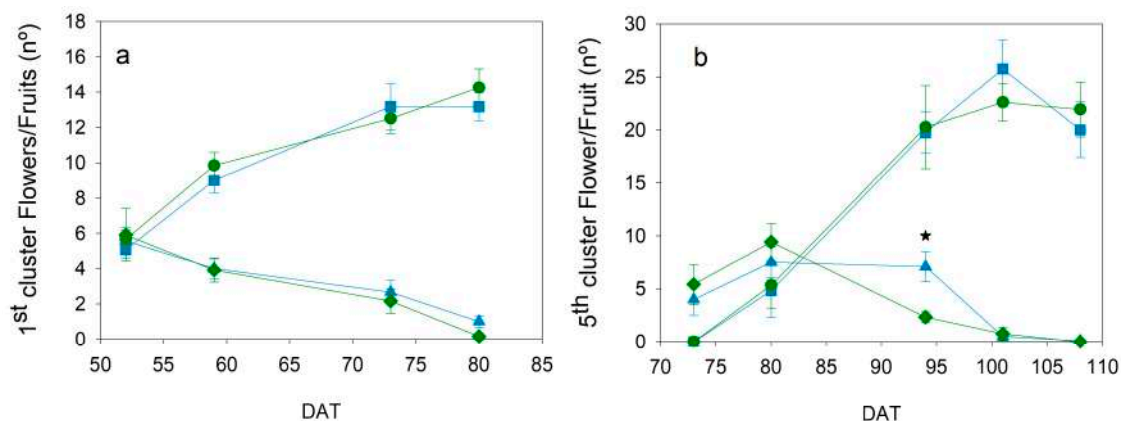 18
16
14
12
10
8
6
4
2
0
50 55 60 65 70 75 80 85
DAT
1st cluster Flowers/Fruits (nº)
a
30
25
20
15
10
5
0
70 75 80 85 90 95 100 105 110
DAT
5th cluster Flower/Fruit (nº)
b